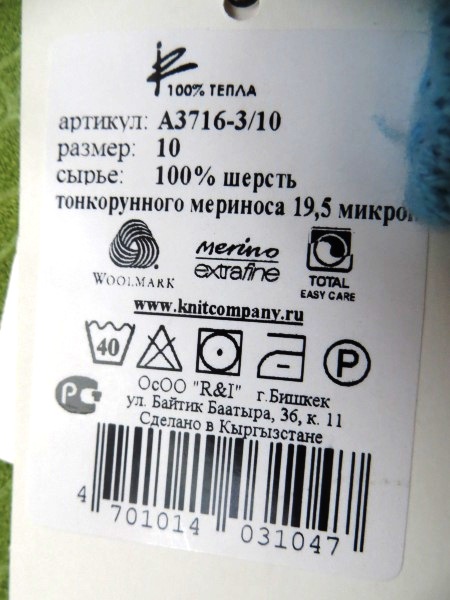 100% ТЕПЛА
артикул: А3716-3/10
размер: 10
сырье: 100% шерсть
тонкорунного мериноса 19,5 микрон
WOOLMARK
merino
extrafine
TOTAL
EASY CARE
www.knitcompany.ru
40
P
ОсОО "R&I" г.Бишкек
ул. Байтик Баатыра, 36, к. 11
Сделано в Кыргызстане
4 701014 031047